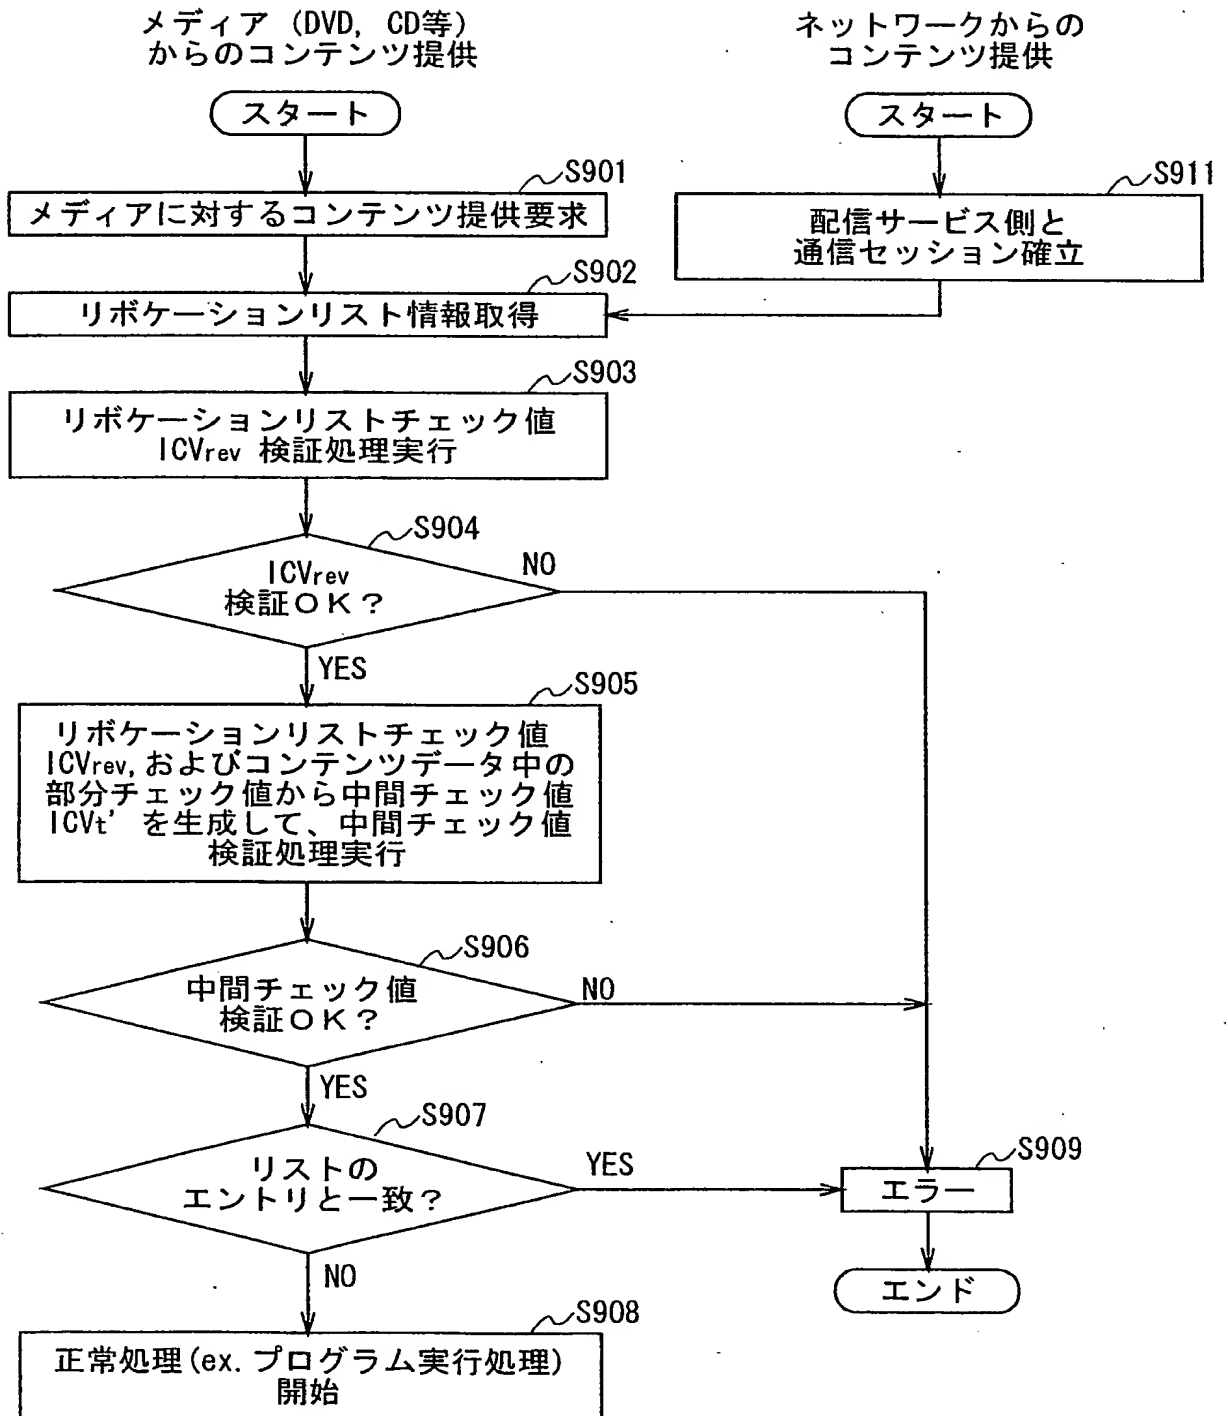 メディア (DVD, CD等)
からのコンテンツ提供
スタート
S901
メディアに対するコンテンツ提供要求
S902
リボケーションリスト情報取得
S903
リボケーションリストチェック値
ICVrev 検証処理実行
S904
ICVrev
検証OK?
NO
YES
S905
リボケーションリストチェック値
ICVrev, およびコンテンツデータ中の
部分チェック値から中間チェック値
ICVt' を生成して、中間チェック値
検証処理実行
S906
中間チェック値
検証OK?
NO
YES
S907
リストの
エントリと一致?
YES
NO
S908
正常処理(ex. プログラム実行処理)
開始
ネットワークからの
コンテンツ提供
スタート
S911
配信サービス側と
通信セッション確立
S909
エラー
エンド